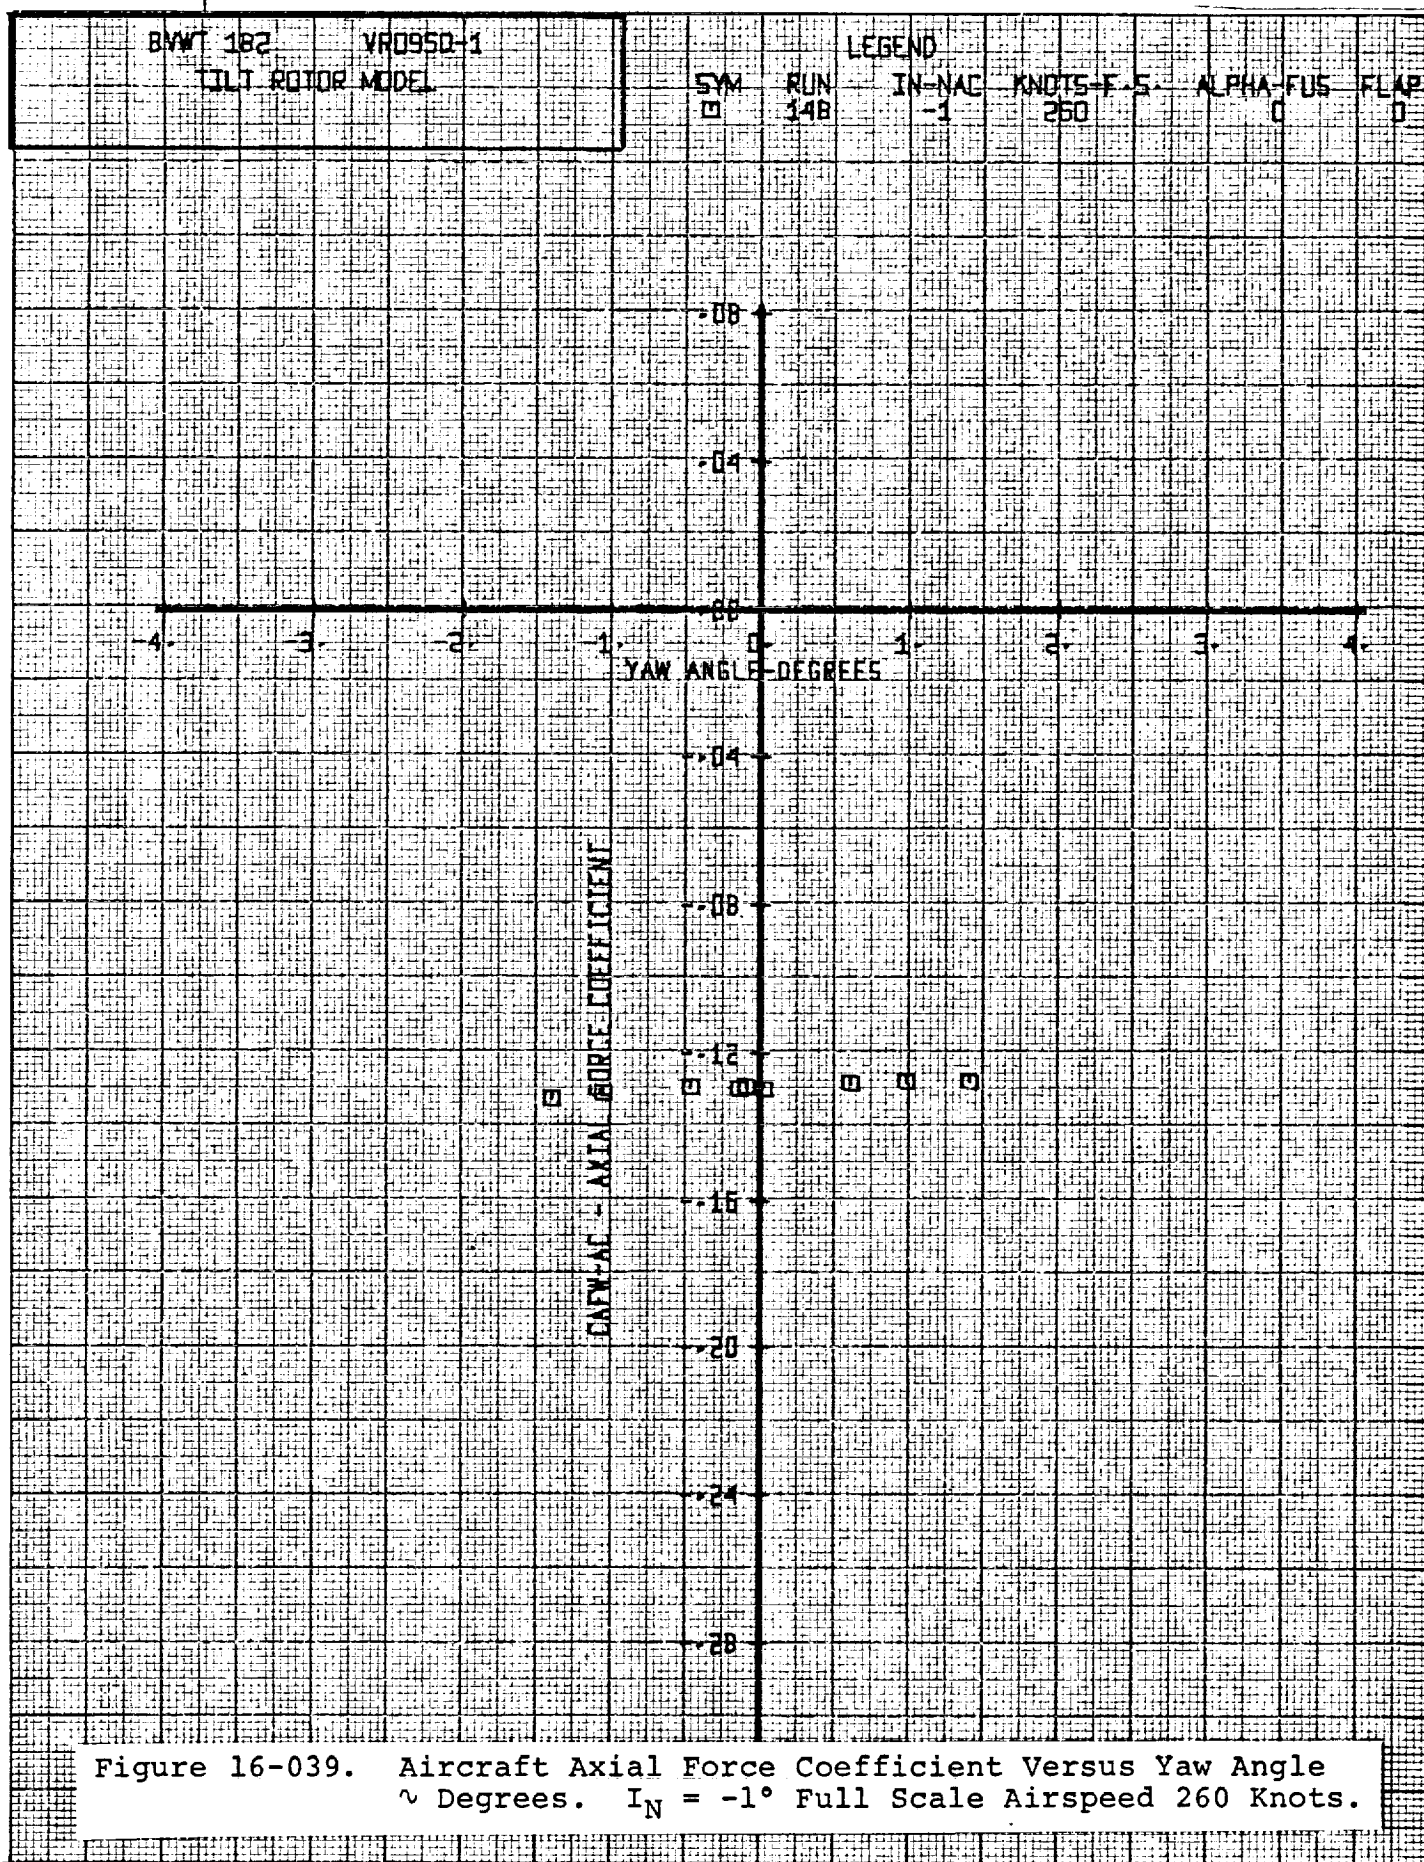 BVWT 182 VR095D-1
TILT ROTOR MODEL
LEGEND
SYM RUN IN-NAC KNOTS-F.S. ALPHA-FUS FLAP
148 -1 260 0 0
.08
.04
.00
-4. -3. -2. -1. 0. 1. 2. 3. 4.
YAW ANGLE-DEGREES
-.04
-.08
-.12
-.16
-.20
-.24
-.28
CAFW-AC - AXIAL FORCE COEFFICIENT
Figure 16-039. Aircraft Axial Force Coefficient Versus Yaw Angle
~ Degrees. I_N = -1° Full Scale Airspeed 260 Knots.